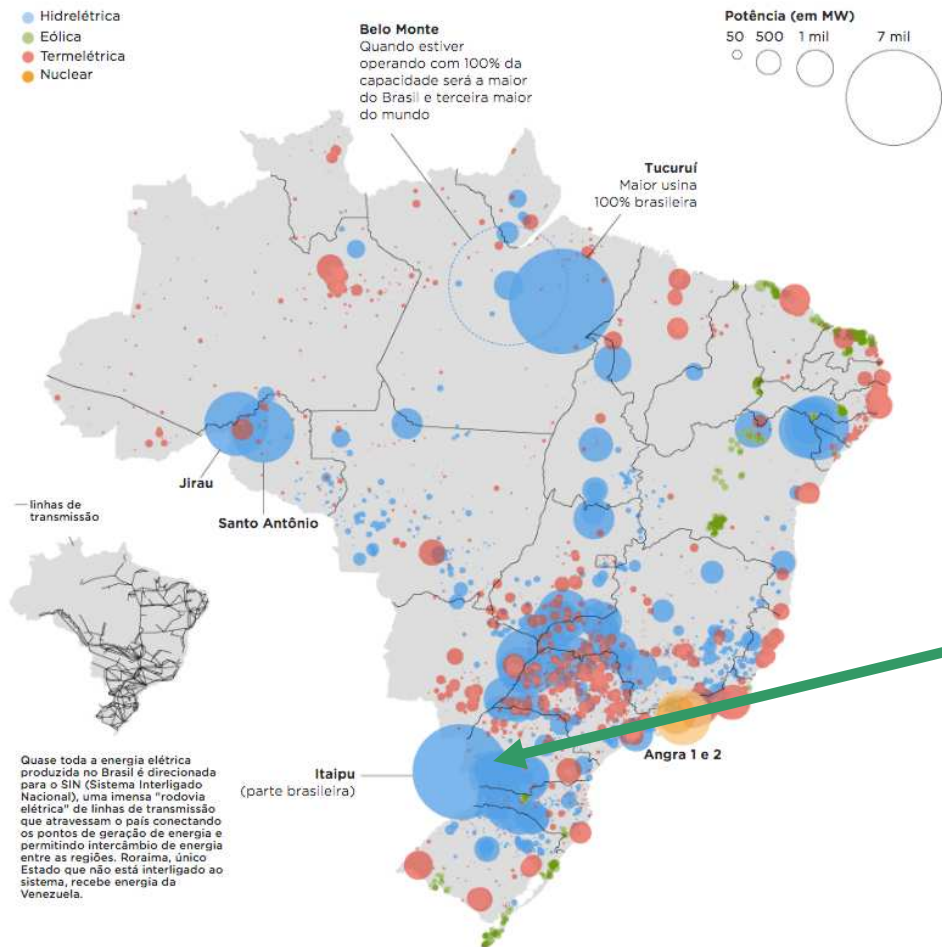 Hidrelétrica
Eólica
Termelétrica
Nuclear
Belo Monte
Quando estiver
operando com 100% da
capacidade será a maior
do Brasil e terceira maior
do mundo
Potência (em MW)
50 500 1 mil 7 mil
Tucuruí
Maior usina
100% brasileira
Jirau
Santo Antônio
linhas de
transmissão
Angra 1 e 2
Itaipu
(parte brasileira)
Quase toda a energia elétrica
produzida no Brasil é direcionada
para o SIN (Sistema Interligado
Nacional), uma imensa "rodovia
elétrica" de linhas de transmissão
que atravessam o país conectando
os pontos de geração de energia e
permitindo intercâmbio de energia
entre as regiões. Roraima, único
Estado que não está interligado ao
sistema, recebe energia da
Venezuela.